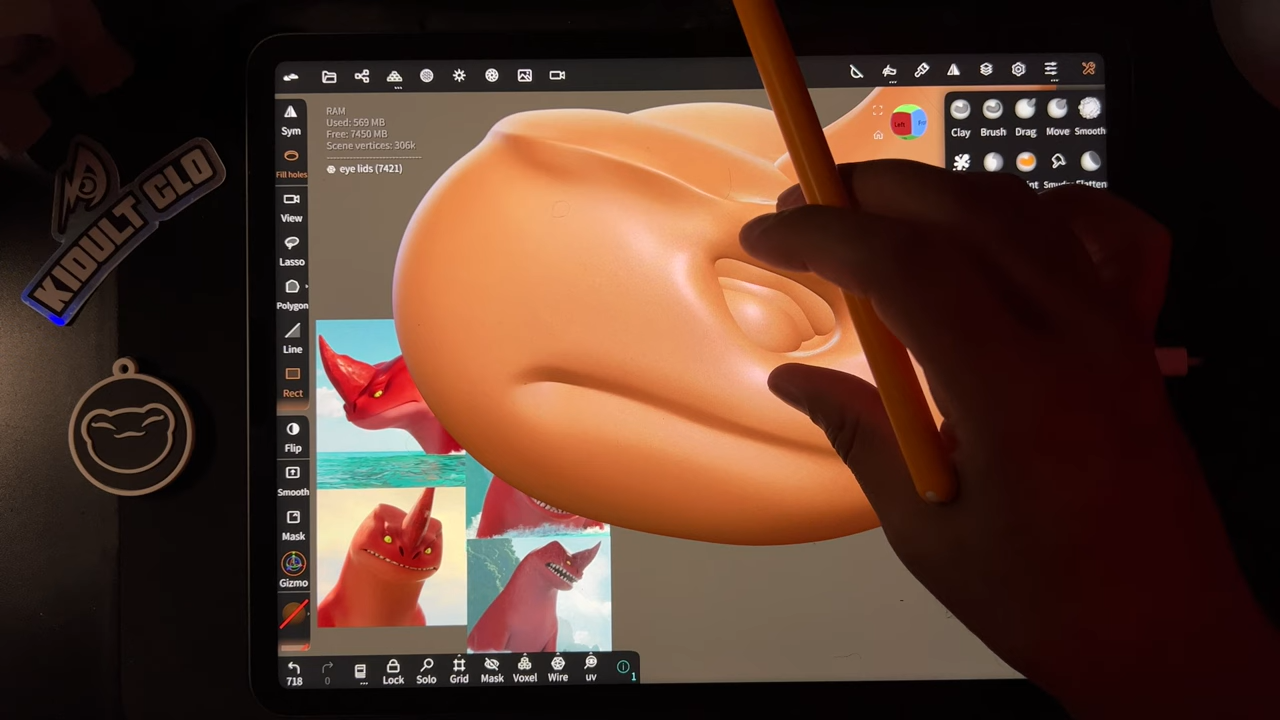 RAM
Used: 569 MB
Free: 7450 MB
Scene vertices: 306k
eye lids (7421)
Sym
Fill holes
View
Lasso
Polygon
Line
Rect
Flip
Smooth
Mask
Gizmo
Left
Clay Brush Drag Move Smooth
Flatten
718 0 Lock Solo Grid Mask Voxel Wire uv 1
KIDULT CLO